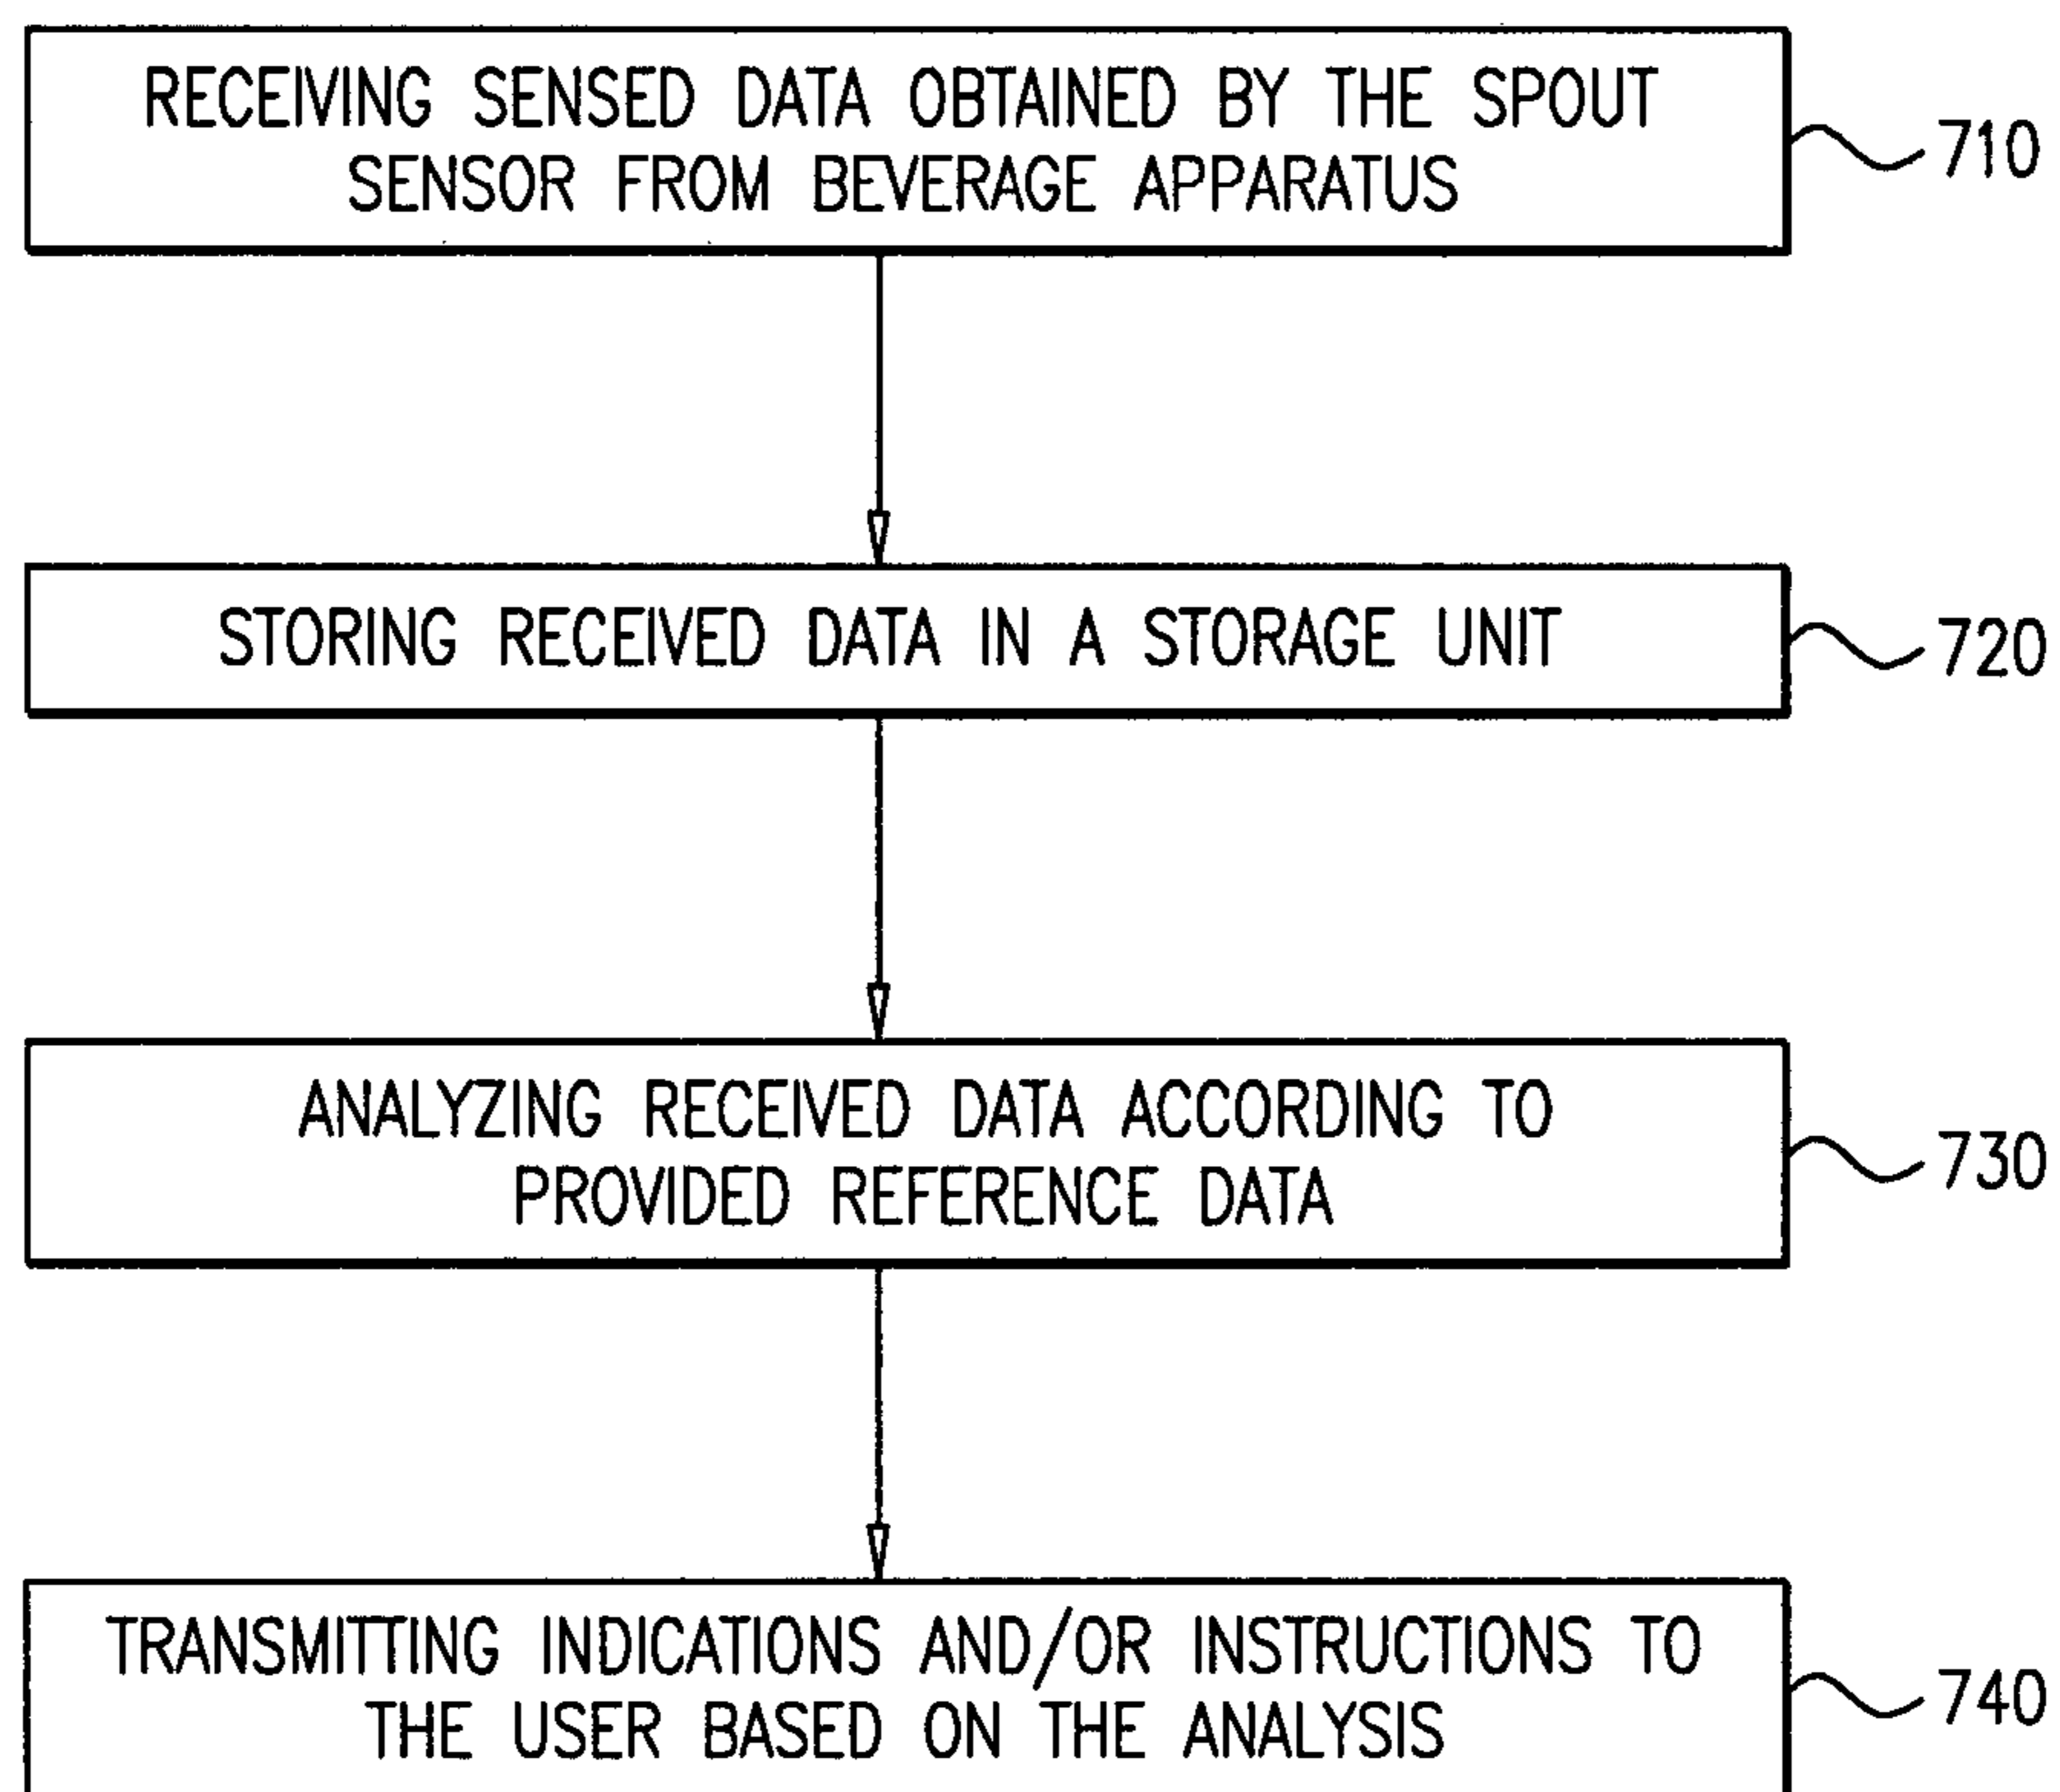 RECEIVING SENSED DATA OBTAINED BY THE SPOUT
SENSOR FROM BEVERAGE APPARATUS
710
STORING RECEIVED DATA IN A STORAGE UNIT
720
ANALYZING RECEIVED DATA ACCORDING TO
PROVIDED REFERENCE DATA
730
TRANSMITTING INDICATIONS AND/OR INSTRUCTIONS TO
THE USER BASED ON THE ANALYSIS
740